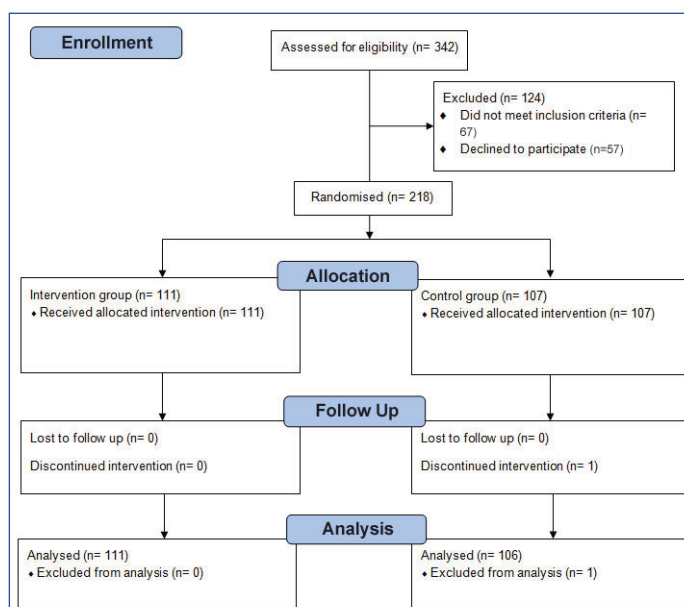 Enrollment
Assessed for eligibility (n= 342)
Excluded (n= 124)
♦ Did not meet inclusion criteria (n=
67)
♦ Declined to participate (n=57)
Randomised (n= 218)
Allocation
Intervention group (n= 111)
♦ Received allocated intervention (n= 111)
Control group (n= 107)
♦ Received allocated intervention (n= 107)
Follow Up
Lost to follow up (n= 0)
Discontinued intervention (n= 0)
Lost to follow up (n= 0)
Discontinued intervention (n= 1)
Analysis
Analysed (n= 111)
♦ Excluded from analysis (n= 0)
Analysed (n= 106)
♦ Excluded from analysis (n= 1)